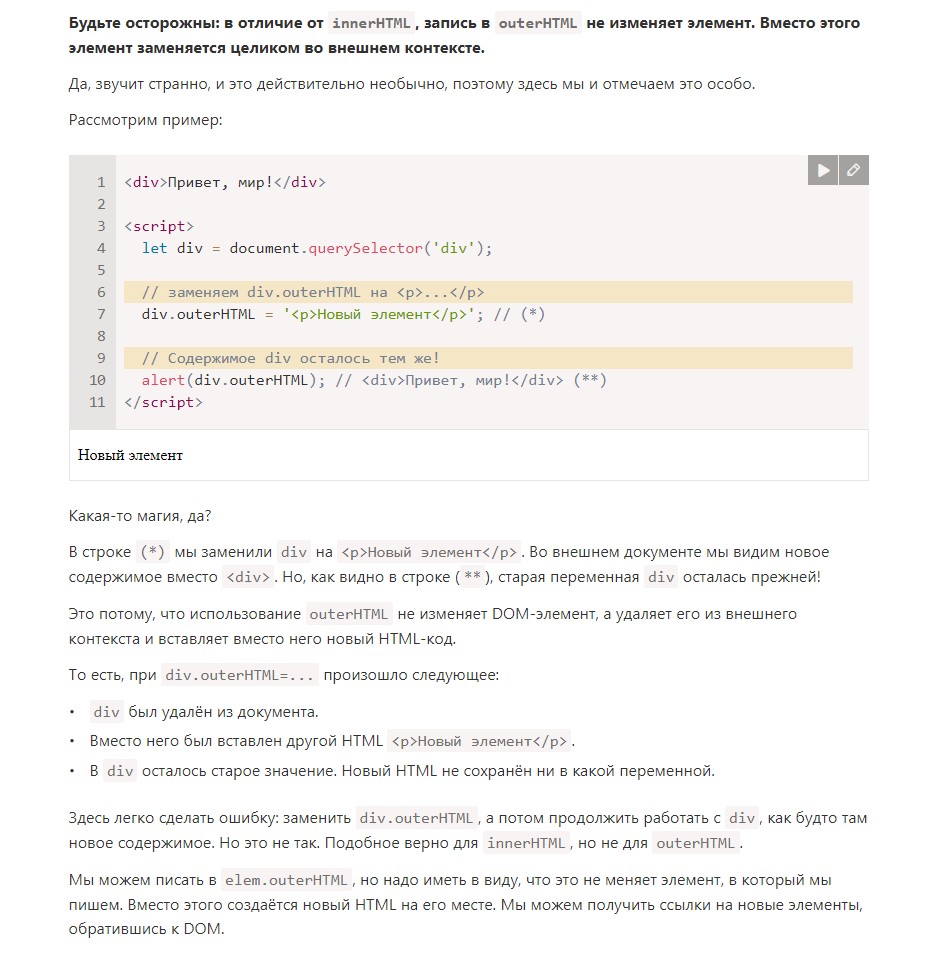 Будьте осторожны: в отличие от innerHTML, запись в outerHTML не изменяет элемент. Вместо этого
элемент заменяется целиком во внешнем контексте.
Да, звучит странно, и это действительно необычно, поэтому здесь мы и отмечаем это особо.
Рассмотрим пример:
1 <div>Привет, мир!</div>
2
3 <script>
4 let div = document.querySelector('div');
5
6 // заменяем div.outerHTML на <p>...</p>
7 div.outerHTML = '<p>Новый элемент</p>'; // (*)
8
9 // Содержимое div осталось тем же!
10 alert(div.outerHTML); // <div>Привет, мир!</div> (**)
11 </script>
Новый элемент
Какая-то магия, да?
В строке (*) мы заменили div на <p>Новый элемент</p>. Во внешнем документе мы видим новое
содержимое вместо <div>. Но, как видно в строке (**), старая переменная div осталась прежней!
Это потому, что использование outerHTML не изменяет DOM-элемент, а удаляет его из внешнего
контекста и вставляет вместо него новый HTML-код.
То есть, при div.outerHTML=... произошло следующее:
• div был удалён из документа.
• Вместо него был вставлен другой HTML <p>Новый элемент</p>.
• В div осталось старое значение. Новый HTML не сохранён ни в какой переменной.
Здесь легко сделать ошибку: заменить div.outerHTML, а потом продолжить работать с div, как будто там
новое содержимое. Но это не так. Подобное верно для innerHTML, но не для outerHTML.
Мы можем писать в elem.outerHTML, но надо иметь в виду, что это не меняет элемент, в который мы
пишем. Вместо этого создаётся новый HTML на его месте. Мы можем получить ссылки на новые элементы,
обратившись к DOM.